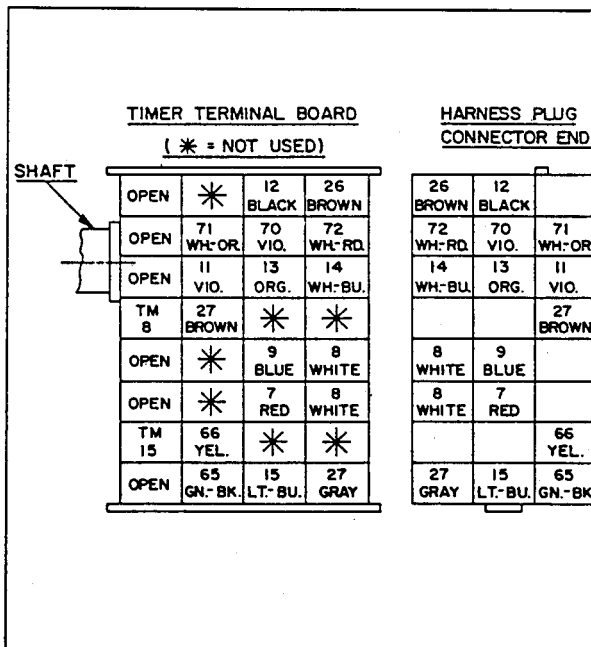 TIMER TERMINAL BOARD
( ✳ = NOT USED)
HARNESS PLUG
CONNECTOR END
SHAFT
OPEN ✳ 12 BLACK 26 BROWN
OPEN 71 WH.-OR. 70 VIO. 72 WH.-RD.
OPEN 11 VIO. 13 ORG. 14 WH.-BU.
TM 8 27 BROWN ✳ ✳
OPEN ✳ 9 BLUE 8 WHITE
OPEN ✳ 7 RED 8 WHITE
TM 15 66 YEL. ✳ ✳
OPEN 65 GN.-BK. 15 LT.-BU. 27 GRAY
26 BROWN 12 BLACK
72 WH.-RD. 70 VIO. 71 WH.-OR
14 WH.-BU. 13 ORG. 11 VIO.
27 BROWN
8 WHITE 9 BLUE
8 WHITE 7 RED
66 YEL.
27 GRAY 15 LT.-BU. 65 GN.-BK